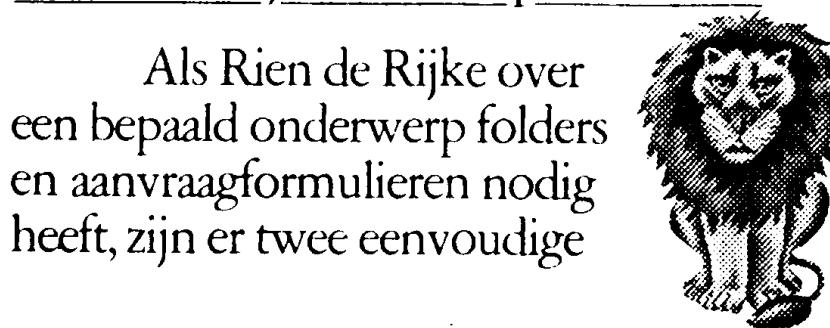 Als Rien de Rijke over
een bepaald onderwerp folders
en aanvraagformulieren nodig
heeft, zijn er twee eenvoudige